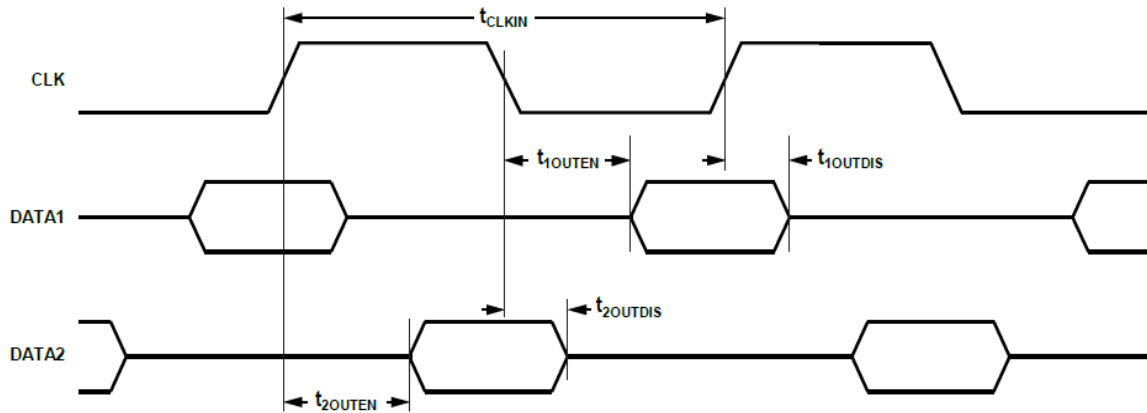 tCLKIN
CLK
t1OUTEN
t1OUTDIS
DATA1
t2OUTDIS
DATA2
t2OUTEN